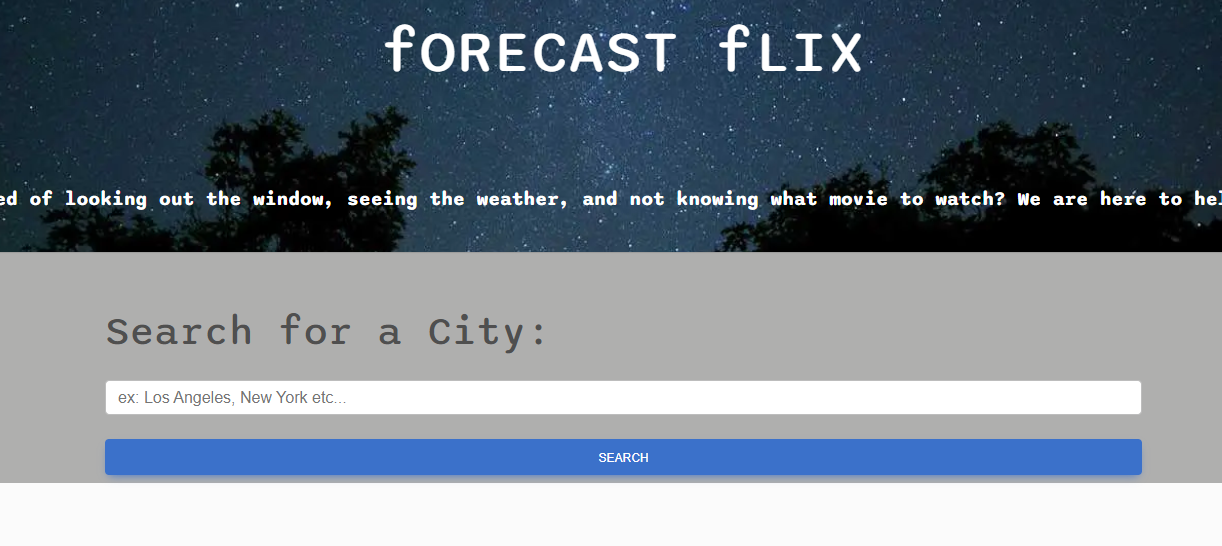 fORECAST fLIX
ed of looking out the window, seeing the weather, and not knowing what movie to watch? We are here to hel
Search for a City:
ex: Los Angeles, New York etc...
SEARCH